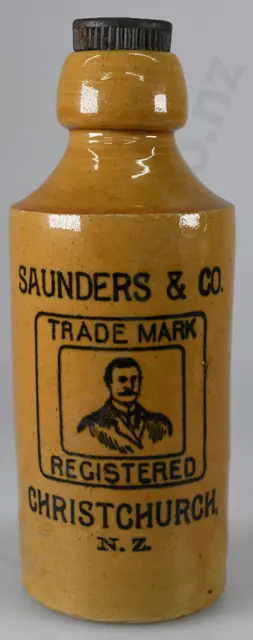 SAUNDERS & CO.
TRADE MARK
REGISTERED
CHRISTCHURCH,
N.Z.